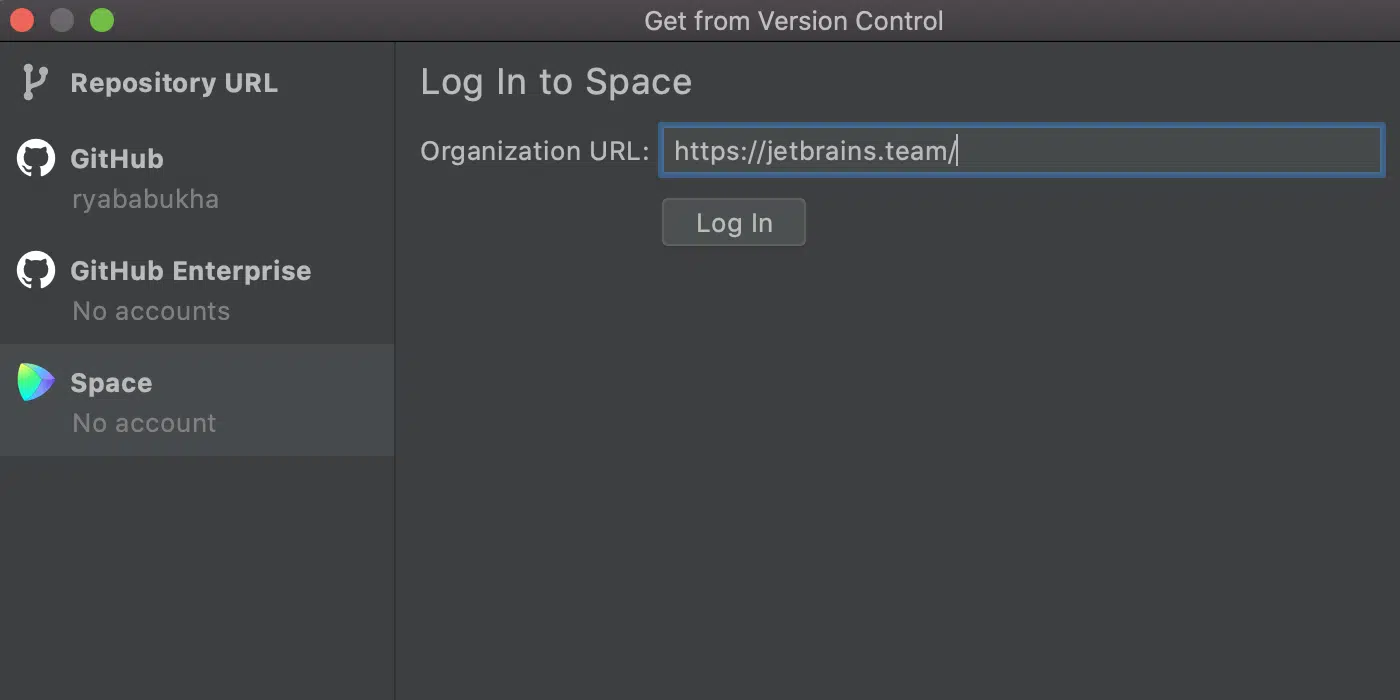 Get from Version Control
Repository URL
GitHub
ryababukha
GitHub Enterprise
No accounts
Space
No account
Log In to Space
Organization URL: https://jetbrains.team/
Log In